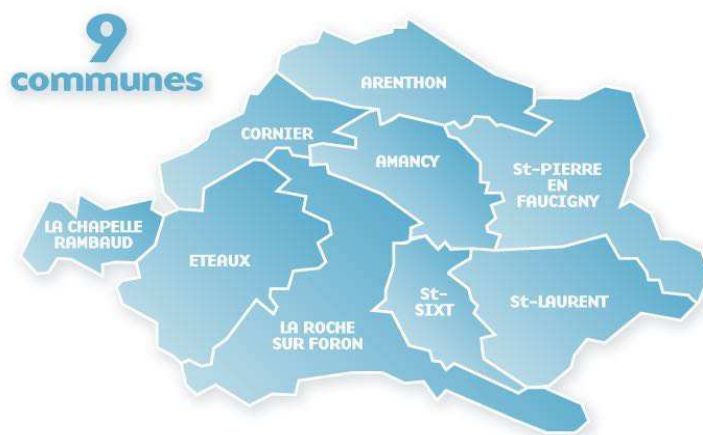 9
communes
ARENTHON
CORNIER
AMANCY
St-PIERRE
EN
FAUCIGNY
LA CHAPELLE
RAMBAUD
ETEAUX
St-
SIXT
St-LAURENT
LA ROCHE
SUR FORON